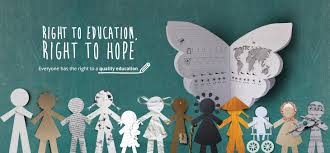 RIGHT TO EDUCATION,
RIGHT TO HOPE
Everyone has the right to a quality education